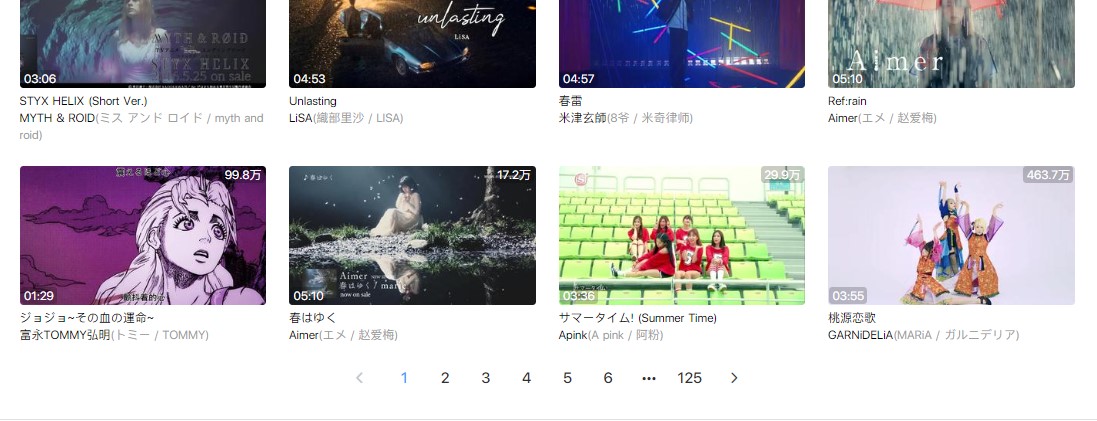 MYTH & RØID
STYX HELIX
5.25 on sale
03:06
unlasting
LiSA
04:53
04:57
Aimer
05:10
STYX HELIX (Short Ver.)
Unlasting
春雷
Ref:rain
MYTH & ROID(ミス アンド ロイド / myth and
roid)
LiSA(織部里沙 / LISA)
米津玄師(8爷 / 米奇律师)
Aimer(エメ / 赵爱梅)
99.8万
01:29
♪春はゆく
17.2万
Aimer
春はゆく / marie
now on sale
05:10
29.9万
03:36
463.7万
03:55
ジョジョ~その血の運命~
春はゆく
サマータイム! (Summer Time)
桃源恋歌
富永TOMMY弘明(トミー / TOMMY)
Aimer(エメ / 赵爱梅)
Apink(A pink / 阿粉)
GARNiDELiA(MARiA / ガルニデリア)
< 1 2 3 4 5 6 ••• 125 >